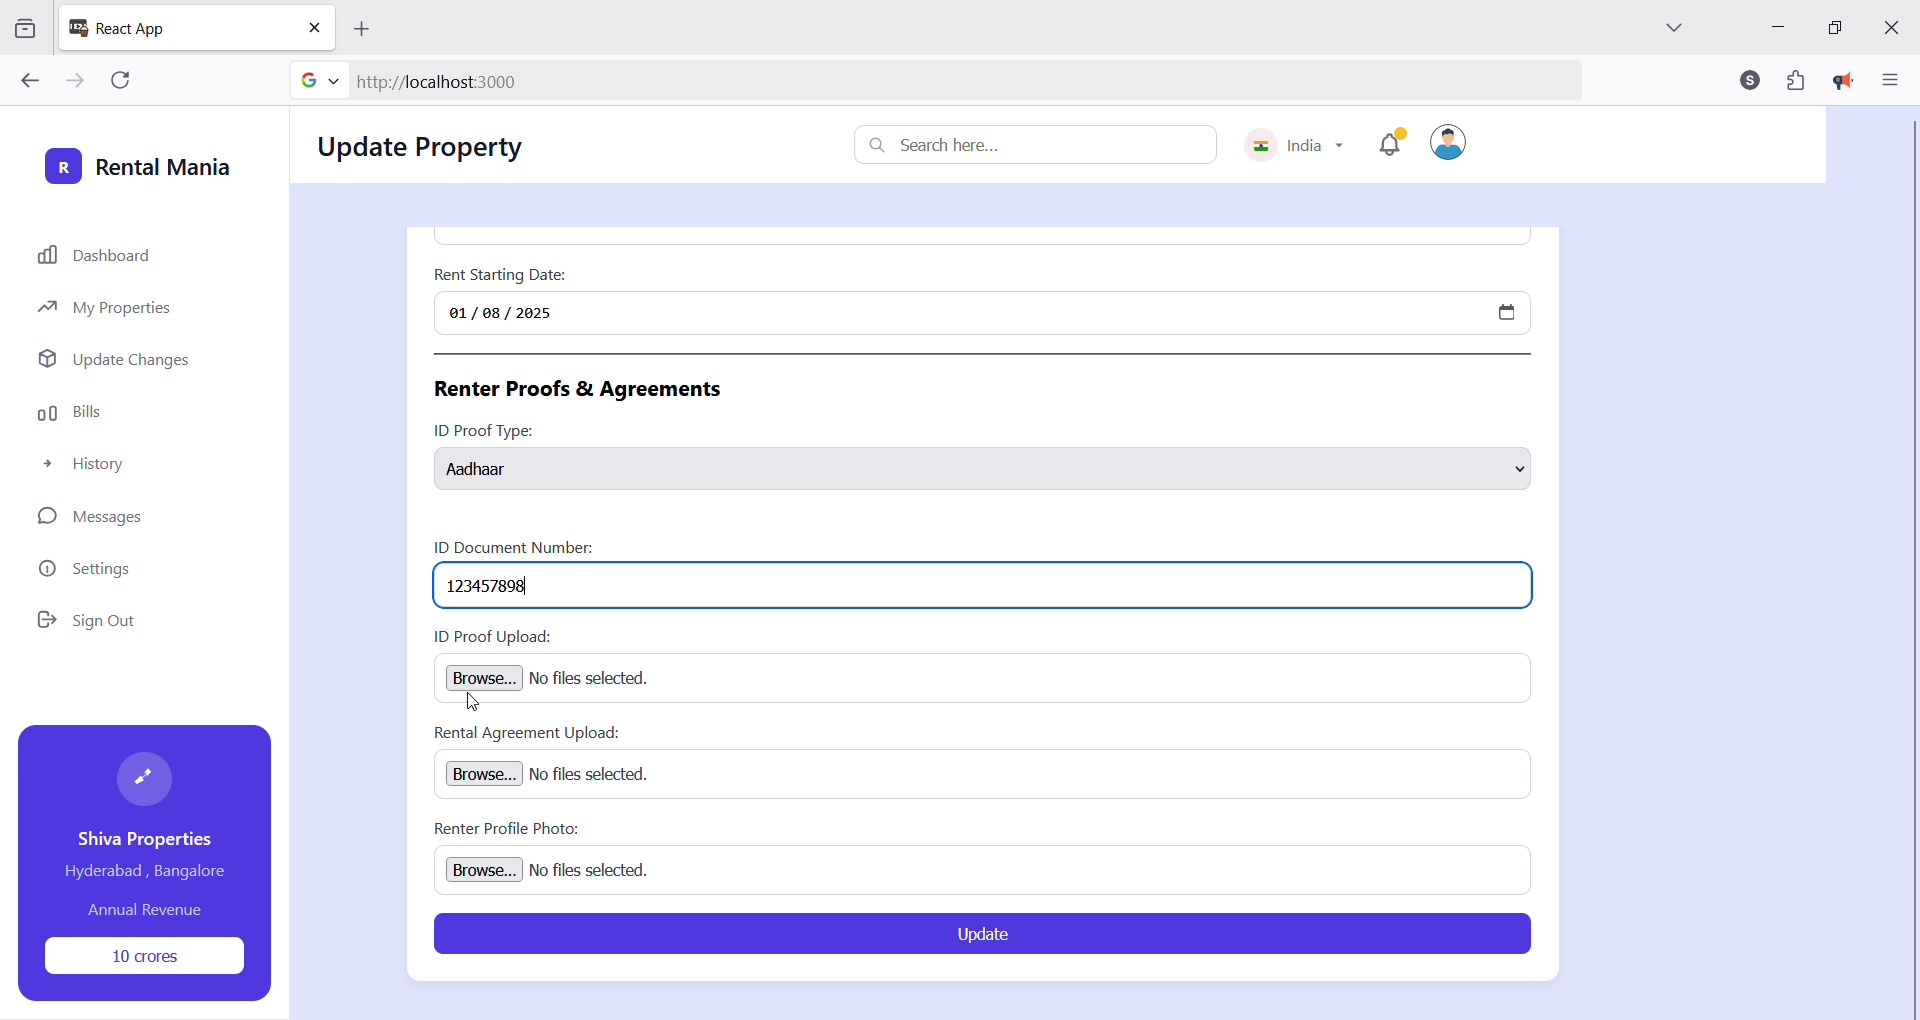 React App
http://localhost:3000
S
R Rental Mania
Update Property
Search here...
India
Dashboard
My Properties
Update Changes
Bills
History
Messages
Settings
Sign Out
Shiva Properties
Hyderabad , Bangalore
Annual Revenue
10 crores
Rent Starting Date:
01 / 08 / 2025
Renter Proofs & Agreements
ID Proof Type:
Aadhaar
ID Document Number:
123457898
ID Proof Upload:
Browse... No files selected.
Rental Agreement Upload:
Browse... No files selected.
Renter Profile Photo:
Browse... No files selected.
Update